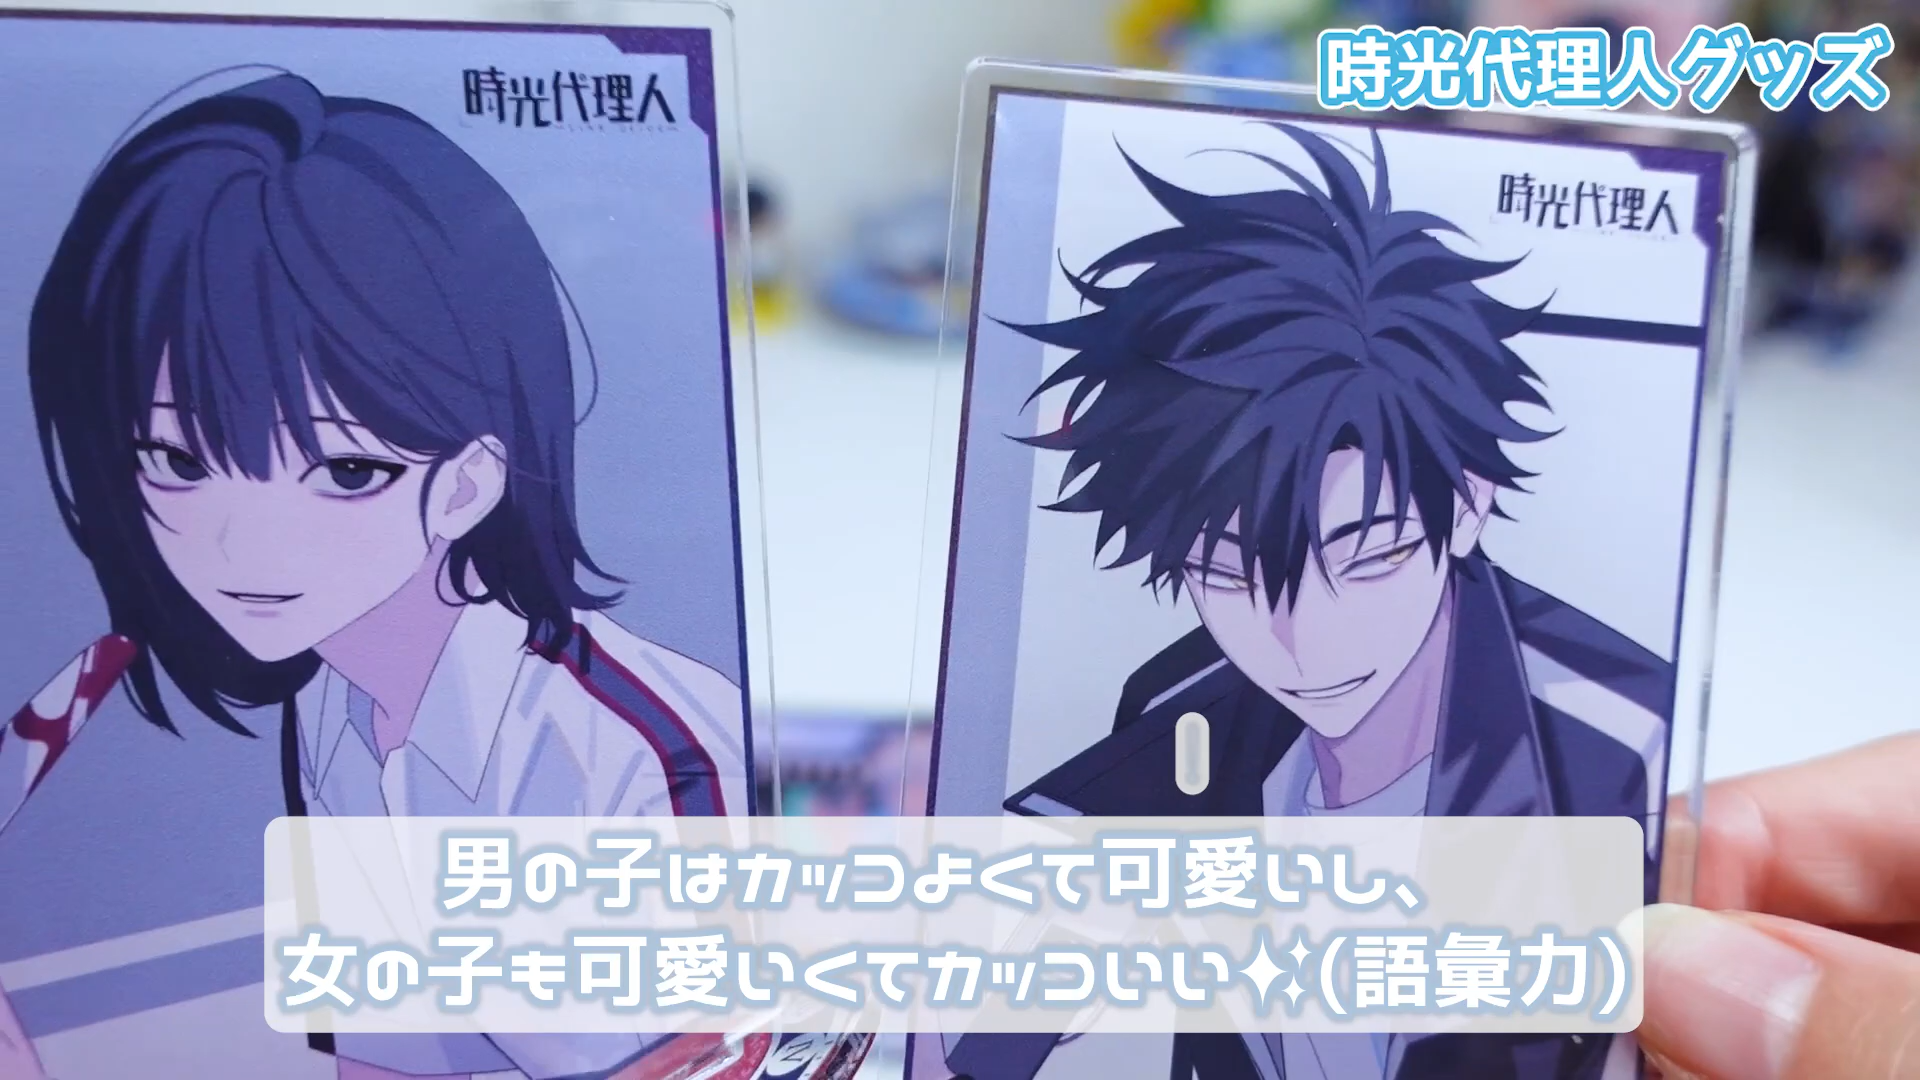 時光代理人グッズ
時光代理人
時光代理人
男の子はカッコよくて可愛いし、
女の子も可愛いくてカッコいい✨(語彙力)